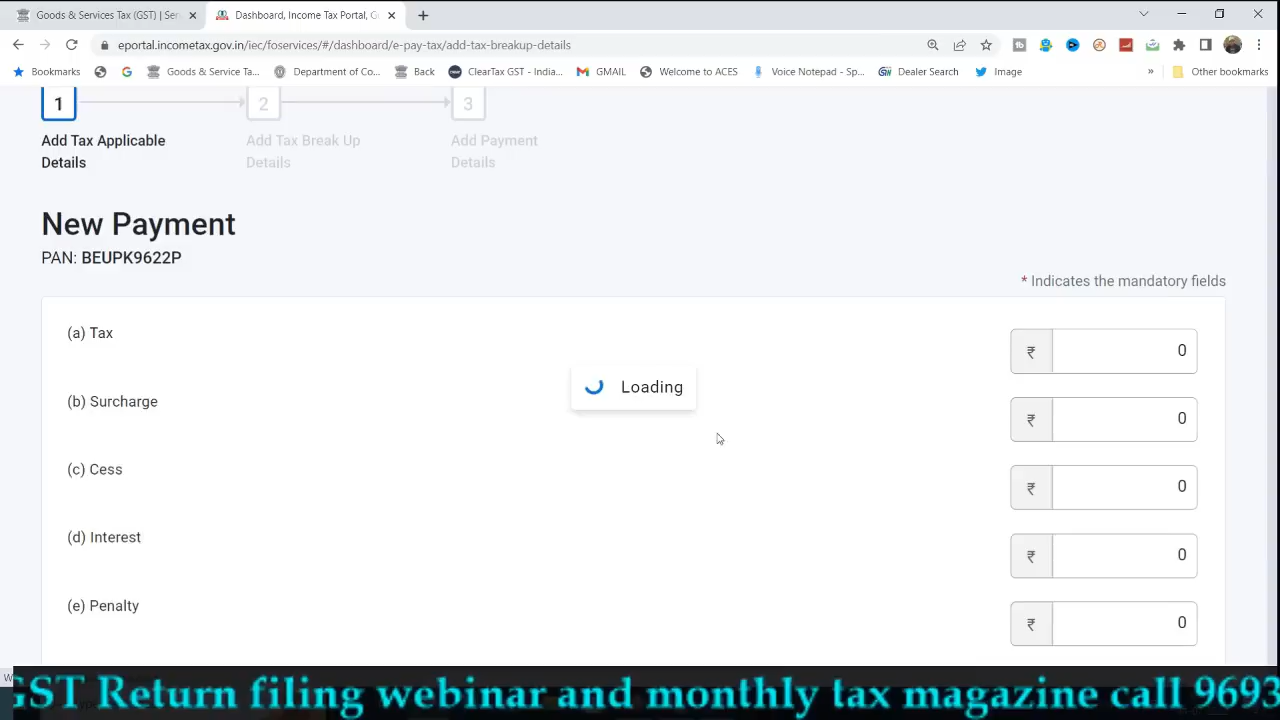 Goods & Services Tax (GST) | Ser
Dashboard, Income Tax Portal, G
eportal.incometax.gov.in/iec/foservices/#/dashboard/e-pay-tax/add-tax-breakup-details
Bookmarks
Goods & Service Ta...
Department of Co...
Back
ClearTax GST - India...
GMAIL
Welcome to ACES
Voice Notepad - Sp...
Dealer Search
Image
»
Other bookmarks
1 2 3
Add Tax Applicable Add Tax Break Up Add Payment
Details Details Details
New Payment
PAN: BEUPK9622P
* Indicates the mandatory fields
(a) Tax ₹ 0
Loading
(b) Surcharge ₹ 0
(c) Cess ₹ 0
(d) Interest ₹ 0
(e) Penalty ₹ 0
GST Return filing webinar and monthly tax magazine call 9693